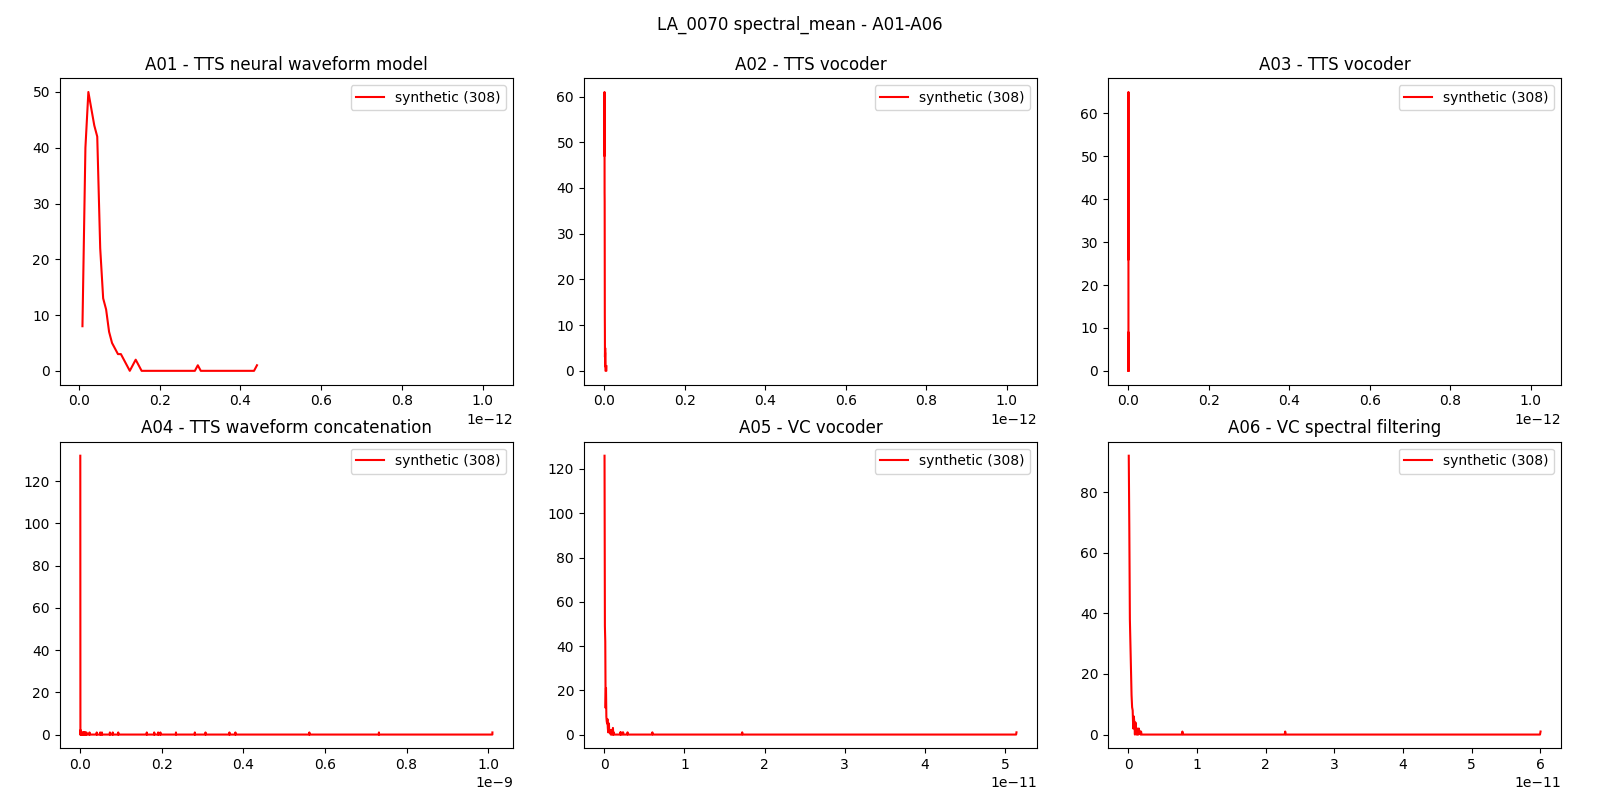 LA_0070 spectral_mean - A01-A06
A01 - TTS neural waveform model
synthetic (308)
50
40
30
20
10
0
0.0 0.2 0.4 0.6 0.8 1.0
1e−12
A02 - TTS vocoder
synthetic (308)
60
50
40
30
20
10
0
0.0 0.2 0.4 0.6 0.8 1.0
1e−12
A03 - TTS vocoder
synthetic (308)
60
50
40
30
20
10
0
0.0 0.2 0.4 0.6 0.8 1.0
1e−12
A04 - TTS waveform concatenation
synthetic (308)
120
100
80
60
40
20
0
0.0 0.2 0.4 0.6 0.8 1.0
1e−9
A05 - VC vocoder
synthetic (308)
120
100
80
60
40
20
0
0 1 2 3 4 5
1e−11
A06 - VC spectral filtering
synthetic (308)
80
60
40
20
0
0 1 2 3 4 5 6
1e−11